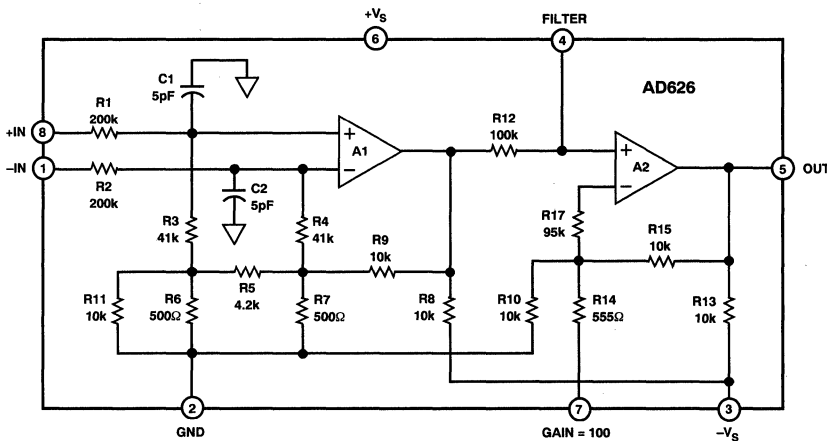 +VS
6
FILTER
4
AD626
C1
5pF
R1
200k
+IN
8
–IN
1
R2
200k
C2
5pF
+
–
A1
R12
100k
+
–
A2
5
OUT
R17
95k
R3
41k
R4
41k
R9
10k
R15
10k
R5
4.2k
R11
10k
R6
500Ω
R7
500Ω
R8
10k
R10
10k
R14
555Ω
R13
10k
2
GND
7
GAIN = 100
3
–VS